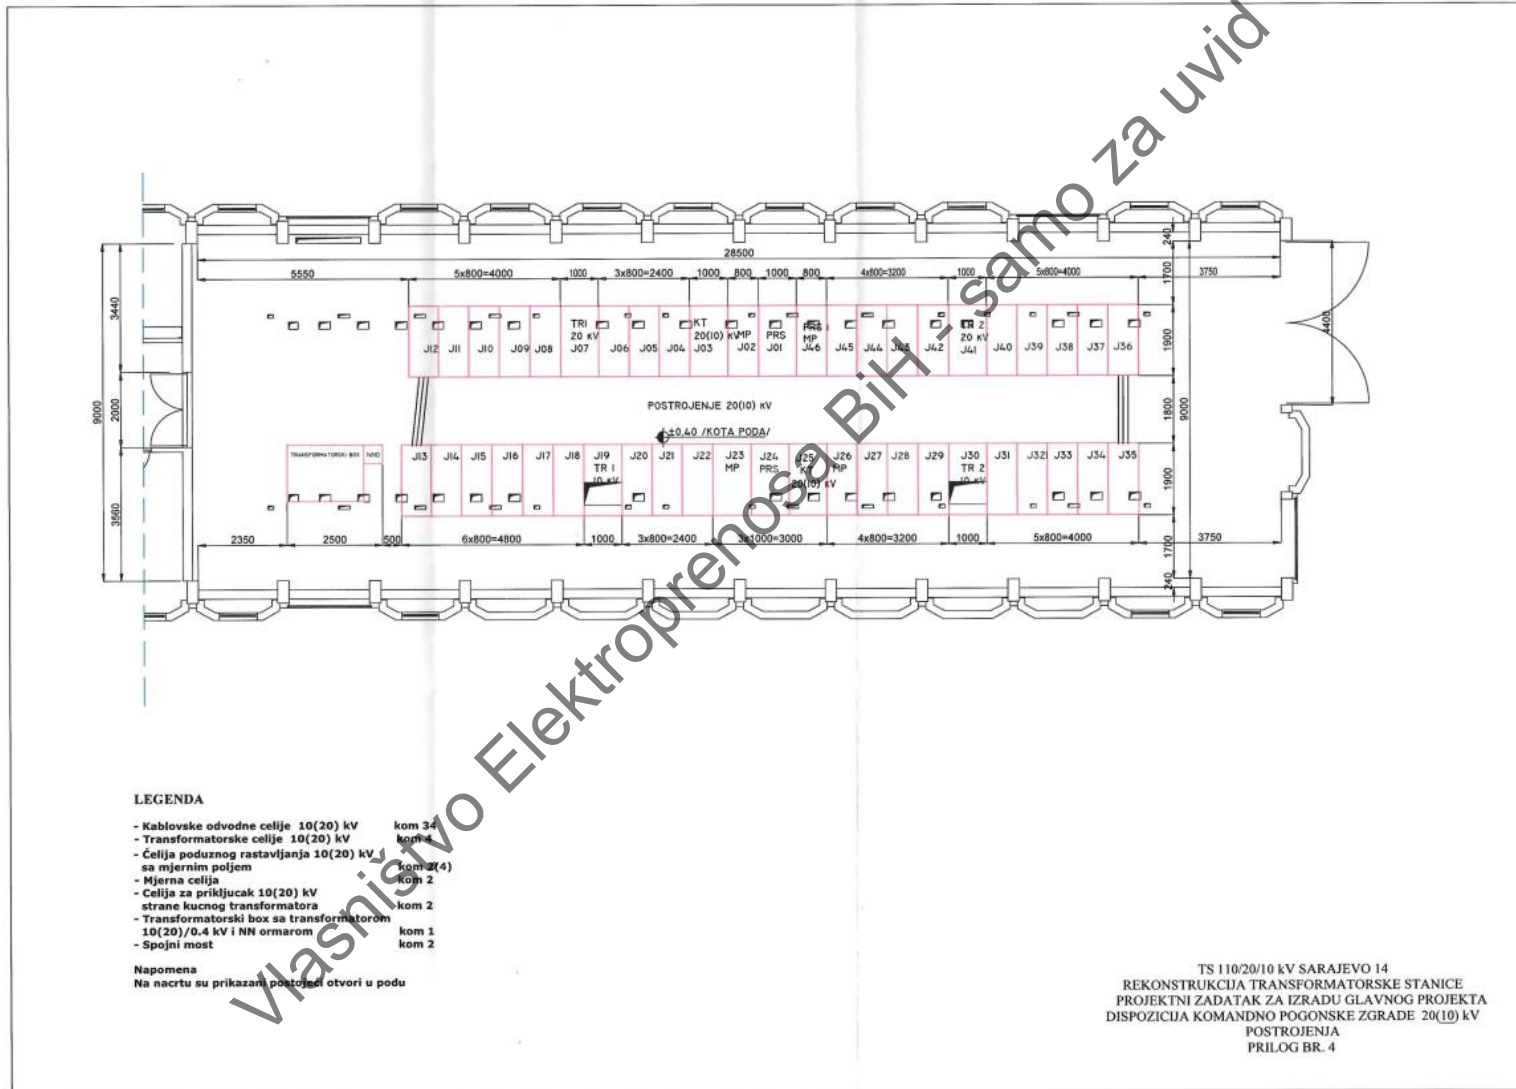 28500
5550
5x800=4000
1000
3x800=2400
1000
800
1000
800
4x800=3200
1000
5x800=4000
3750
240
1700
1900
1800
1900
1700
240
9000
4400
9000
3440
2000
3560
TR1
20 KV
KT
20(10) KV
MP
PRS
MP
TR 2
20 KV
J12
J11
J10
J09
J08
J07
J06
J05
J04
J03
J02
J01
J46
J45
J44
J43
J42
J41
J40
J39
J38
J37
J36
POSTROJENJE 20(10) KV
±0,40 /KOTA PODA/
TRANSFORMATORSKI BOX
NNO
J13
J14
J15
J16
J17
J18
J19
TR 1
10 KV
J20
J21
J22
J23
MP
J24
PRS
J25
KT
20(10) KV
J26
MP
J27
J28
J29
J30
TR 2
10 KV
J31
J32
J33
J34
J35
2350
2500
500
6x800=4800
1000
3x800=2400
3x1000=3000
4x800=3200
1000
5x800=4000
3750
Vlasništvo Elektroprenosa BiH - samo za uvid
LEGENDA
- Kablovske odvodne celije 10(20) kV kom 34
- Transformatorske celije 10(20) kV kom 4
- Ćelija poduznog rastavljanja 10(20) kV
sa mjernim poljem kom 2(4)
- Mjerna celija kom 2
- Celija za prikljucak 10(20) kV
strane kucnog transformatora kom 2
- Transformatorski box sa transformatorom
10(20)/0.4 kV i NN ormarom kom 1
- Spojni most kom 2
Napomena
Na nacrtu su prikazani postojeći otvori u podu
TS 110/20/10 kV SARAJEVO 14
REKONSTRUKCIJA TRANSFORMATORSKE STANICE
PROJEKTNI ZADATAK ZA IZRADU GLAVNOG PROJEKTA
DISPOZICIJA KOMANDNO POGONSKE ZGRADE 20(10) kV
POSTROJENJA
PRILOG BR. 4